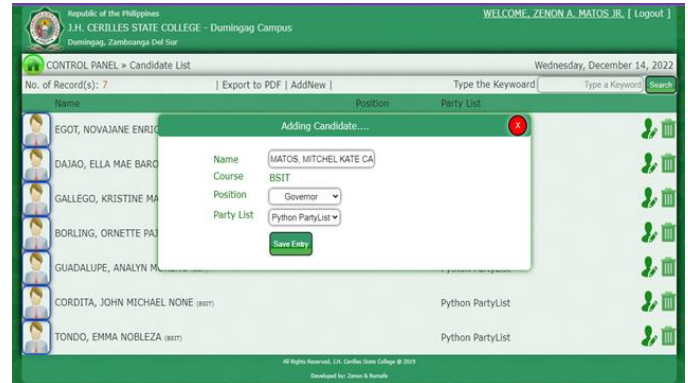 Republic of the Philippines
J.H. CERILLES STATE COLLEGE - Dumingag Campus
Dumingag, Zamboanga Del Sur
WELCOME, ZENON A. MATOS JR. [ Logout ]
CONTROL PANEL » Candidate List
Wednesday, December 14, 2022
No. of Record(s): 7 | Export to PDF | AddNew | Type the Keywoard Type a Keyword Search
Name Position Party List
EGOT, NOVAJANE ENRIC
Adding Candidate.... X
DAJAO, ELLA MAE BARO
Name MATOS, MITCHEL KATE CA
Course BSIT
GALLEGO, KRISTINE MA
Position Governor
Party List Python PartyList
BORLING, ORNETTE PA
Save Entry
GUADALUPE, ANALYN
CORDITA, JOHN MICHAEL NONE (BSIT) Python PartyList
TONDO, EMMA NOBLEZA (BSIT) Python PartyList
All Rights Reserved, J.H. Cerilles State College @ 2019
Developed by: Zenon & Romafe